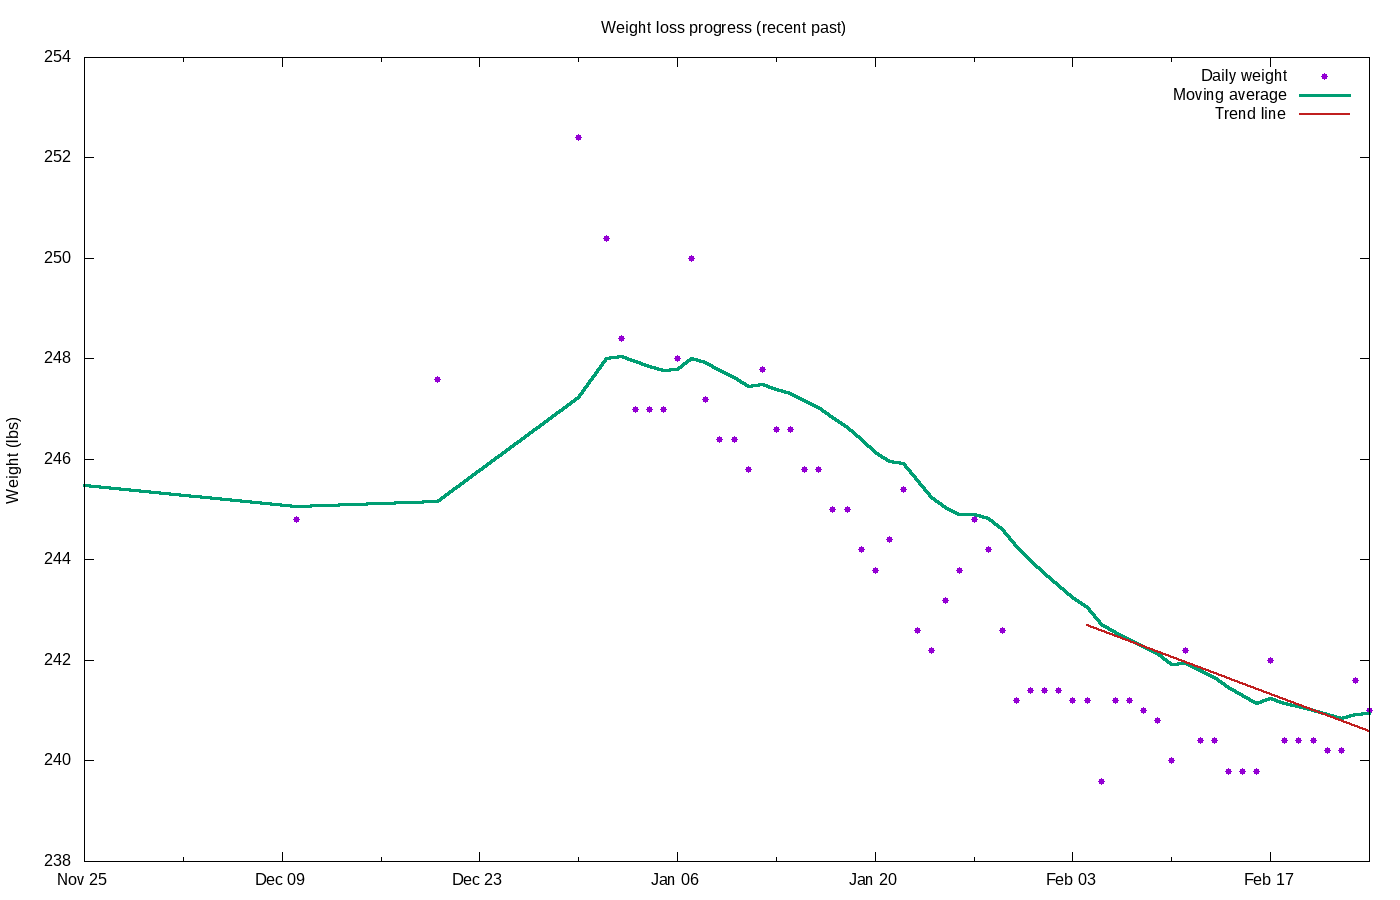 Weight loss progress (recent past)
254
252
250
248
246
244
242
240
238
Weight (lbs)
Daily weight
Moving average
Trend line
Nov 25 Dec 09 Dec 23 Jan 06 Jan 20 Feb 03 Feb 17